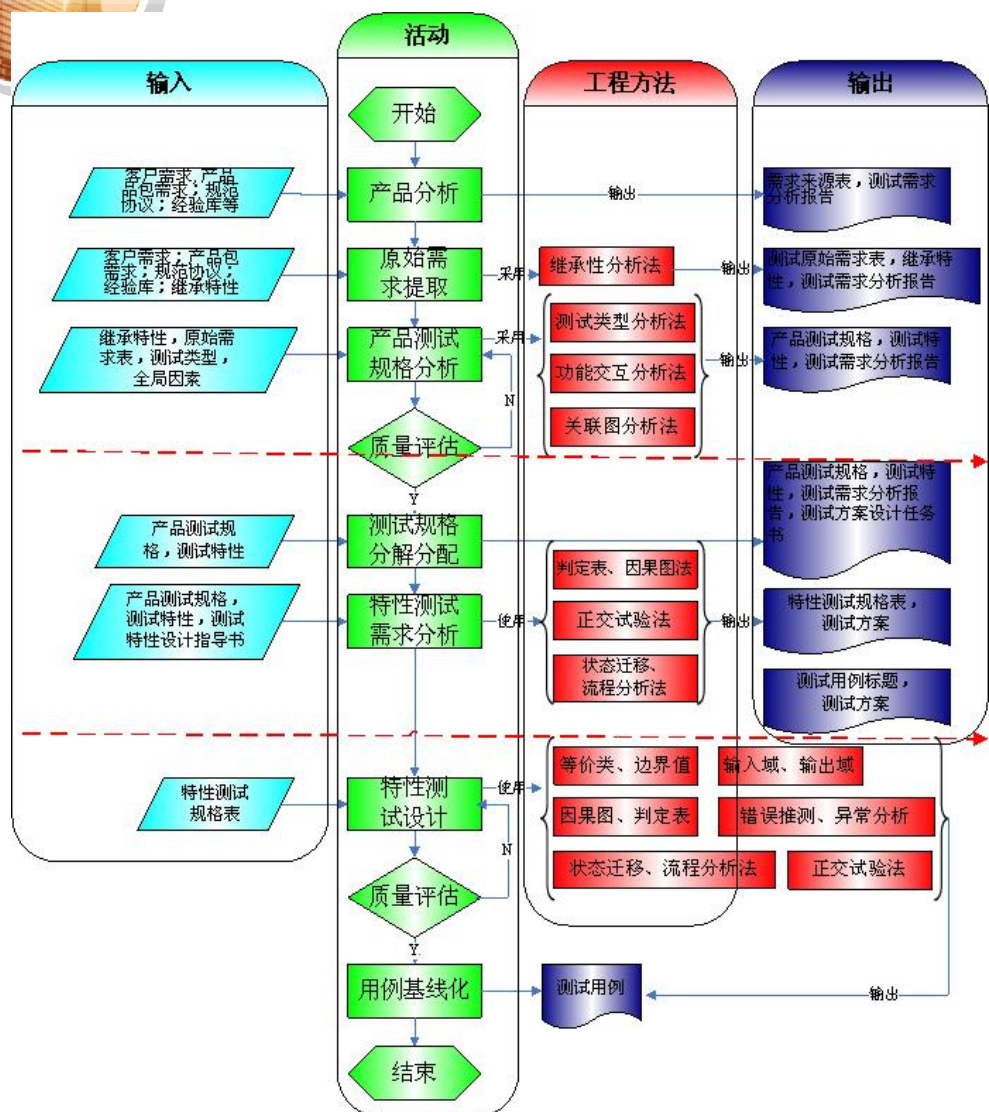 活动
输入
工程方法
输出
开始
客户需求,产品
品包需求；规范
协议；经验库等
产品分析
输出
需求来源表，测试需求
分析报告
客户需求；产品包
需求；规范协议；
经验库；继承特性
原始需
求提取
采用
继承性分析法
输出
测试原始需求表，继承特
性，测试需求分析报告
继承特性，原始需
求表，测试类型，
全局因素
产品测试
规格分析
采用
测试类型分析法
功能交互分析法
关联图分析法
输出
产品测试规格，测试特
性，测试需求分析报告
N
质量评估
Y
产品测试规
格，测试特性
测试规格
分解分配
产品测试规格，测试特
性，测试需求分析报
告，测试方案设计任务
书
产品测试规格，
测试特性，测试
特性设计指导书
特性测试
需求分析
使用
判定表、因果图法
正交试验法
状态迁移、
流程分析法
输出
特性测试规格表，
测试方案
测试用例标题，
测试方案
特性测试
规格表
特性测
试设计
使用
等价类、边界值
输入域、输出域
因果图、判定表
错误推测、异常分析
状态迁移、流程分析法
正交试验法
N
质量评估
Y
用例基线化
测试用例
输出
结束